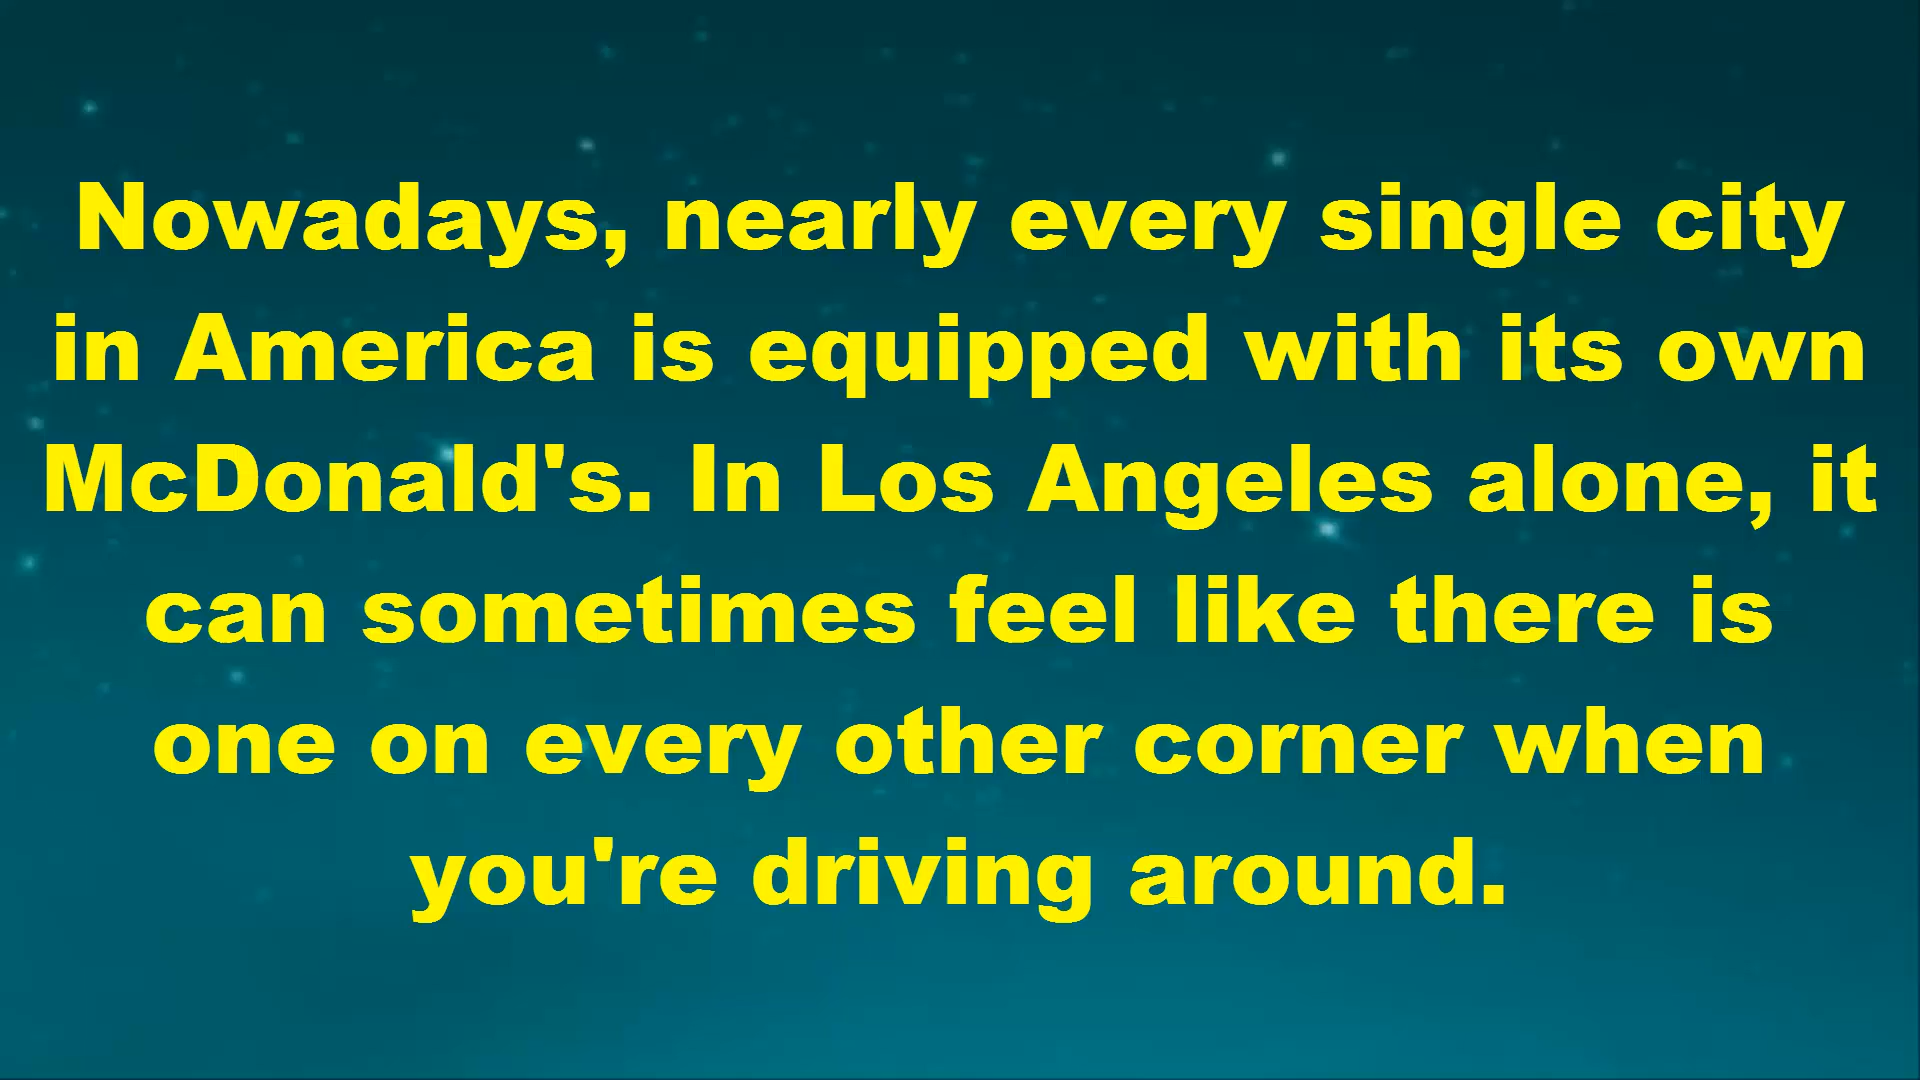 Nowadays, nearly every single city
in America is equipped with its own
McDonald's. In Los Angeles alone, it
can sometimes feel like there is
one on every other corner when
you're driving around.